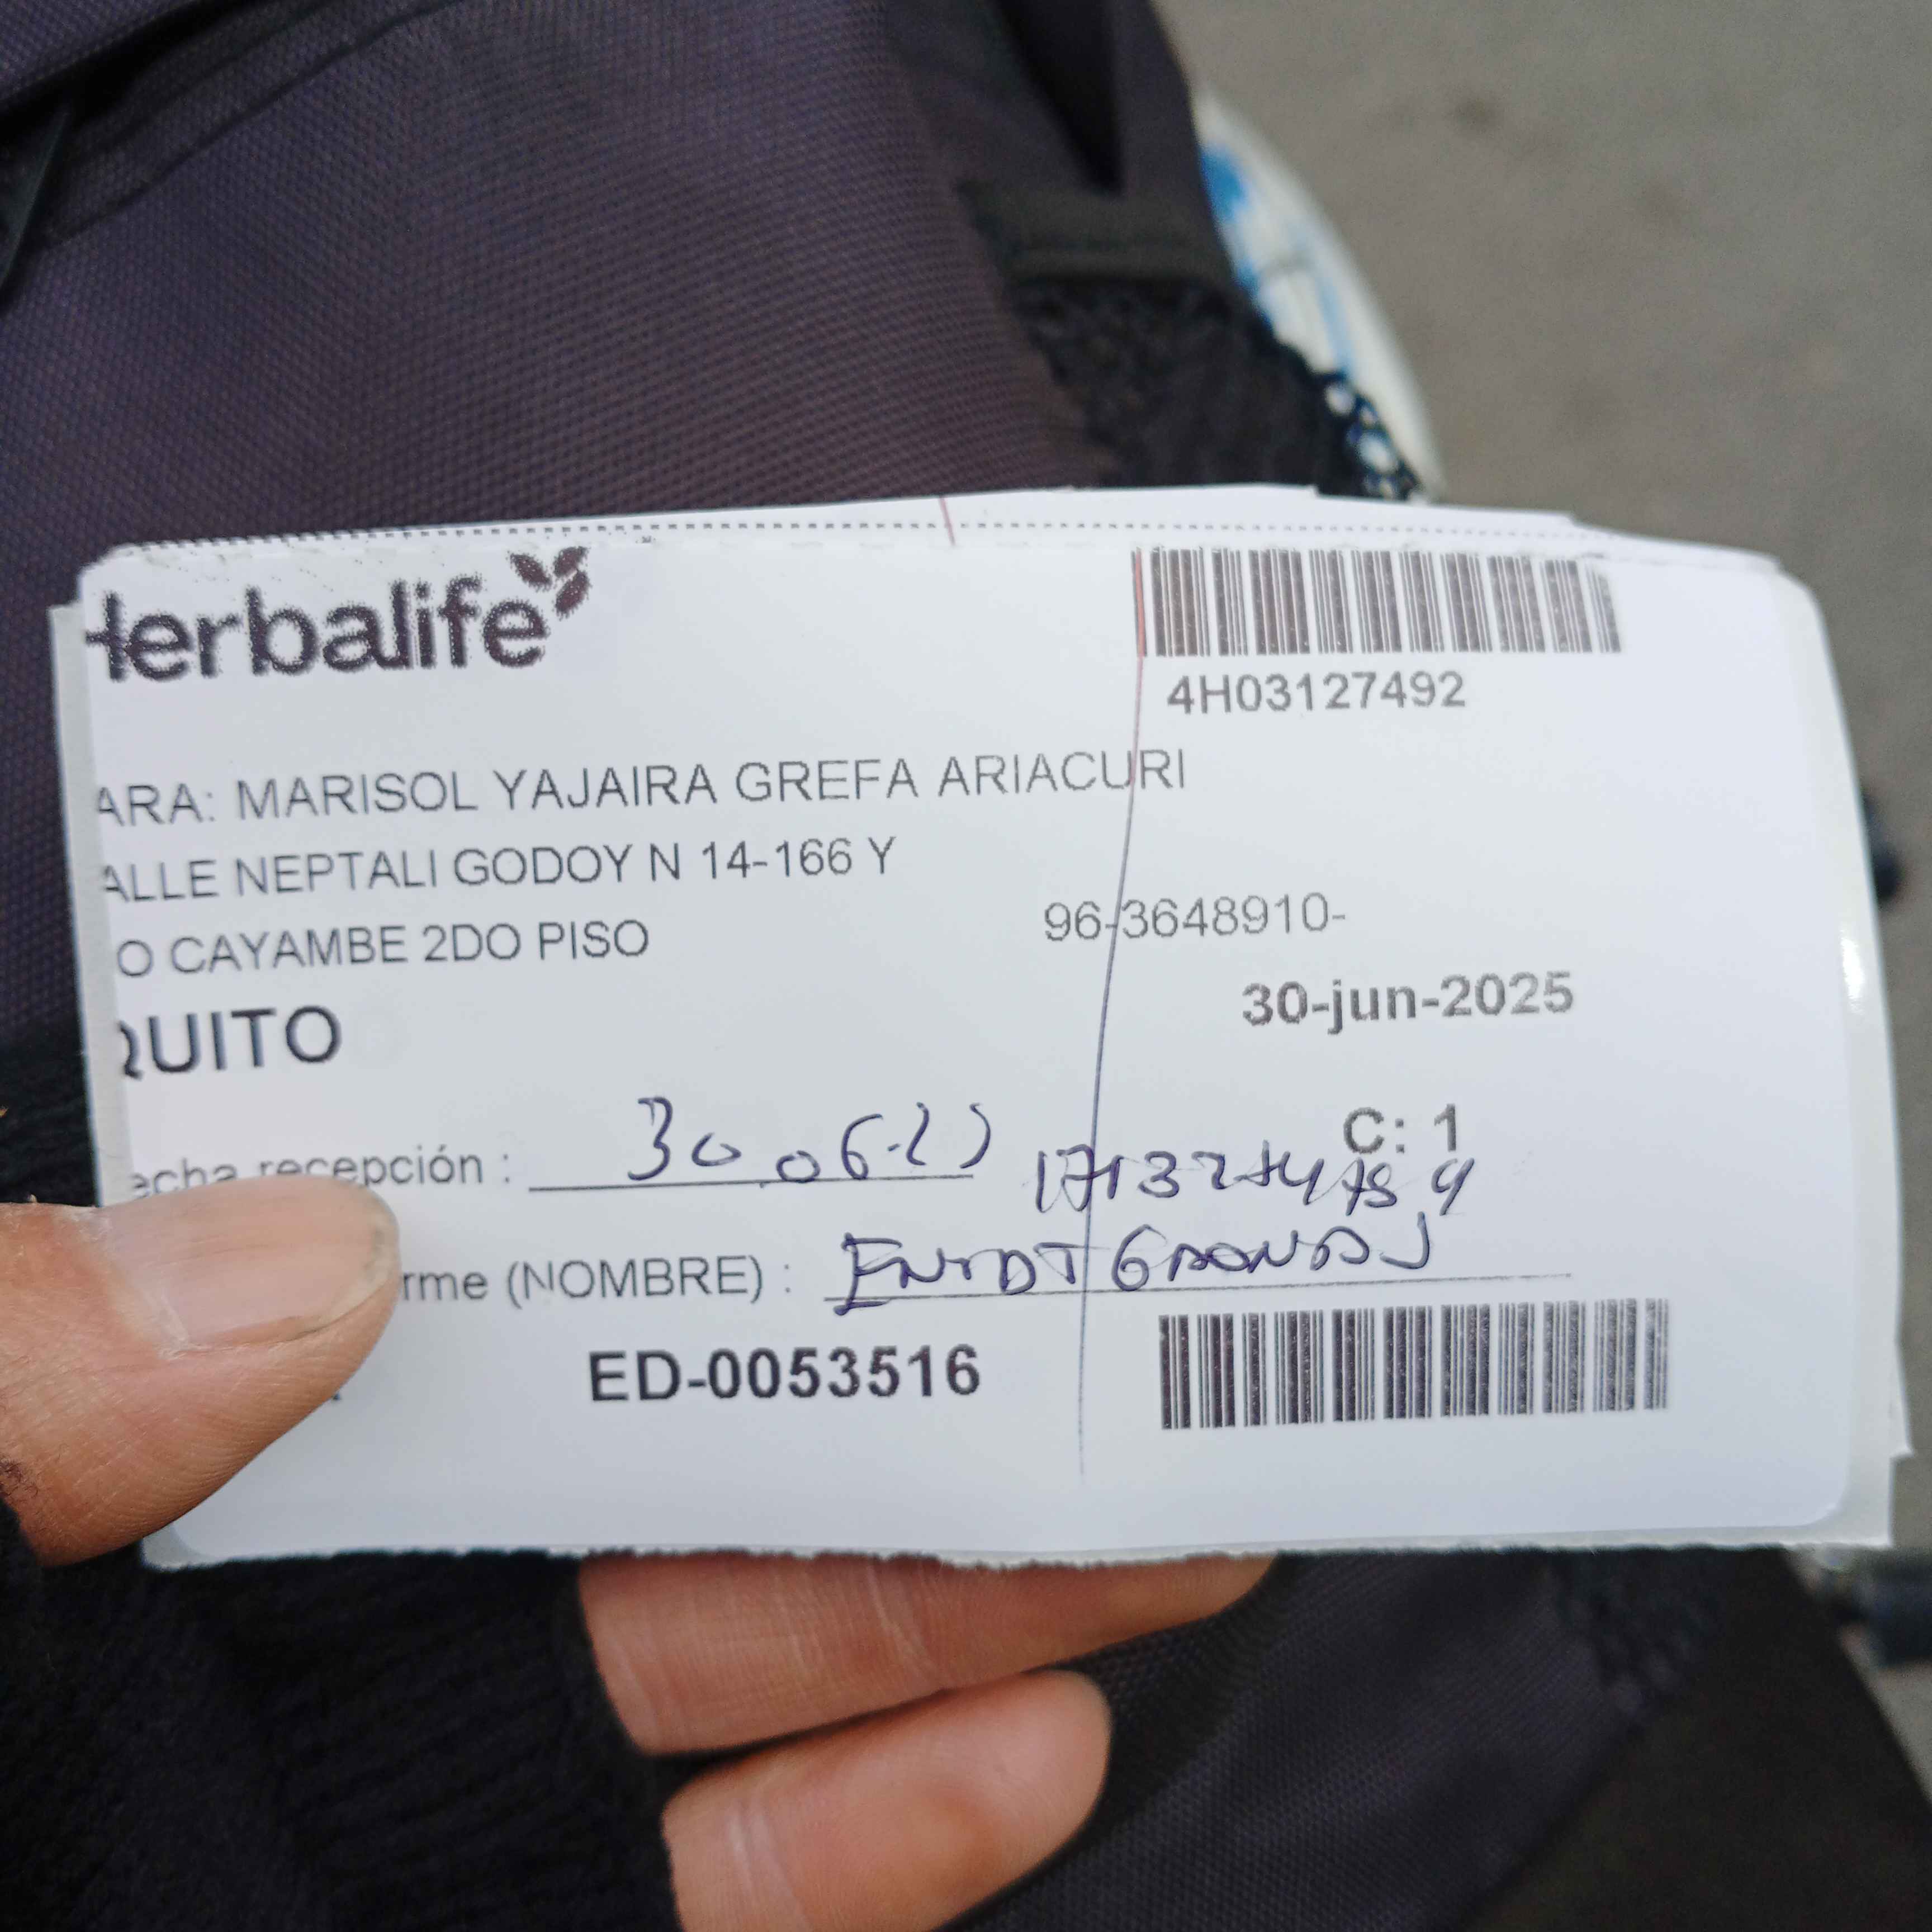 Herbalife
4H03127492
ARA: MARISOL YAJAIRA GREFA ARIACURI
ALLE NEPTALI GODOY N 14-166 Y
O CAYAMBE 2DO PISO
96-3648910-
QUITO
30-jun-2025
C: 1
echa recepción : 30.06.25
rme (NOMBRE) :
ED-0053516